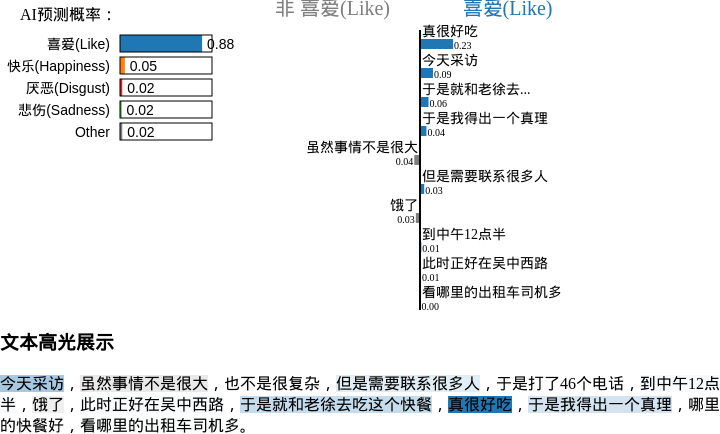 AI预测概率：
喜爱(Like) 0.88
快乐(Happiness) 0.05
厌恶(Disgust) 0.02
悲伤(Sadness) 0.02
Other 0.02
非 喜爱(Like) 喜爱(Like)
真很好吃
0.23
今天采访
0.09
于是就和老徐去...
0.06
于是我得出一个真理
0.04
虽然事情不是很大
0.04
但是需要联系很多人
0.03
饿了
0.03
到中午12点半
0.01
此时正好在吴中西路
0.01
看哪里的出租车司机多
0.00
文本高光展示
今天采访，虽然事情不是很大，也不是很复杂，但是需要联系很多人，于是打了46个电话，到中午12点
半，饿了，此时正好在吴中西路，于是就和老徐去吃这个快餐，真很好吃，于是我得出一个真理，哪里
的快餐好，看哪里的出租车司机多。